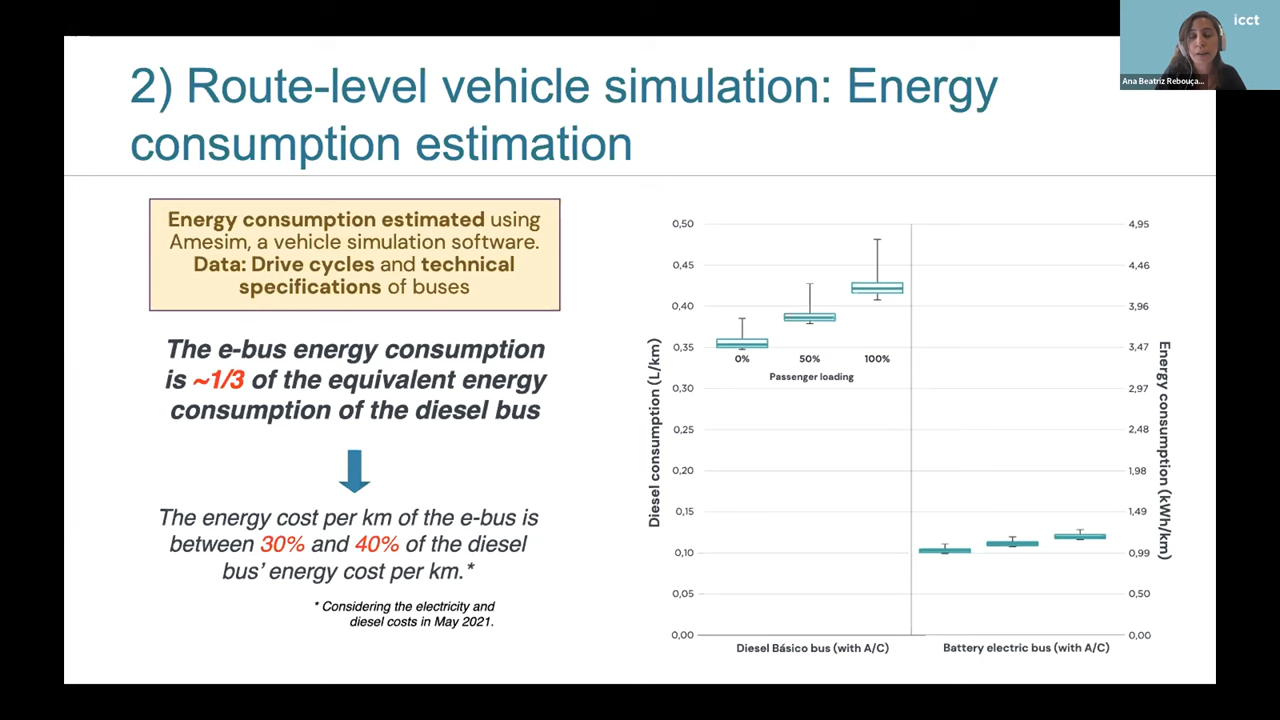 icct
Ana Beatriz Rebouça...
2) Route-level vehicle simulation: Energy
consumption estimation
Energy consumption estimated using
Amesim, a vehicle simulation software.
Data: Drive cycles and technical
specifications of buses
The e-bus energy consumption
is ~1/3 of the equivalent energy
consumption of the diesel bus
The energy cost per km of the e-bus is
between 30% and 40% of the diesel
bus' energy cost per km.*
* Considering the electricity and
diesel costs in May 2021.
Diesel consumption (L/km)
0,50
0,45
0,40
0,35
0,30
0,25
0,20
0,15
0,10
0,05
0,00
0% 50% 100%
Passenger loading
Diesel Básico bus (with A/C)
Battery electric bus (with A/C)
4,95
4,46
3,96
3,47
2,97
2,48
1,98
1,49
0,99
0,50
0,00
Energy consumption (kWh/km)